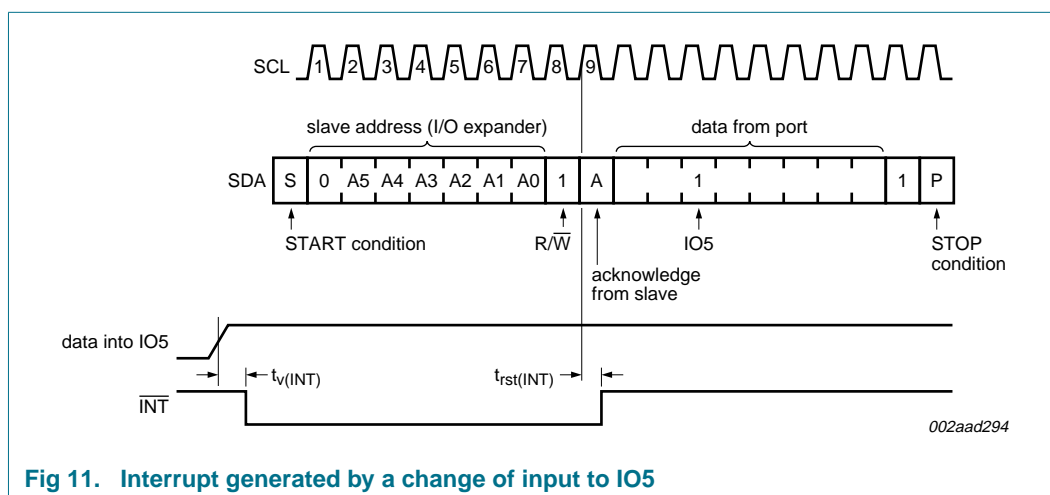 SCL 1 2 3 4 5 6 7 8 9
slave address (I/O expander) data from port
SDA S 0 A5 A4 A3 A2 A1 A0 1 A 1 1 P
START condition R/W IO5 STOP
condition
acknowledge
from slave
data into IO5
tv(INT) trst(INT)
INT
002aad294
Fig 11. Interrupt generated by a change of input to IO5